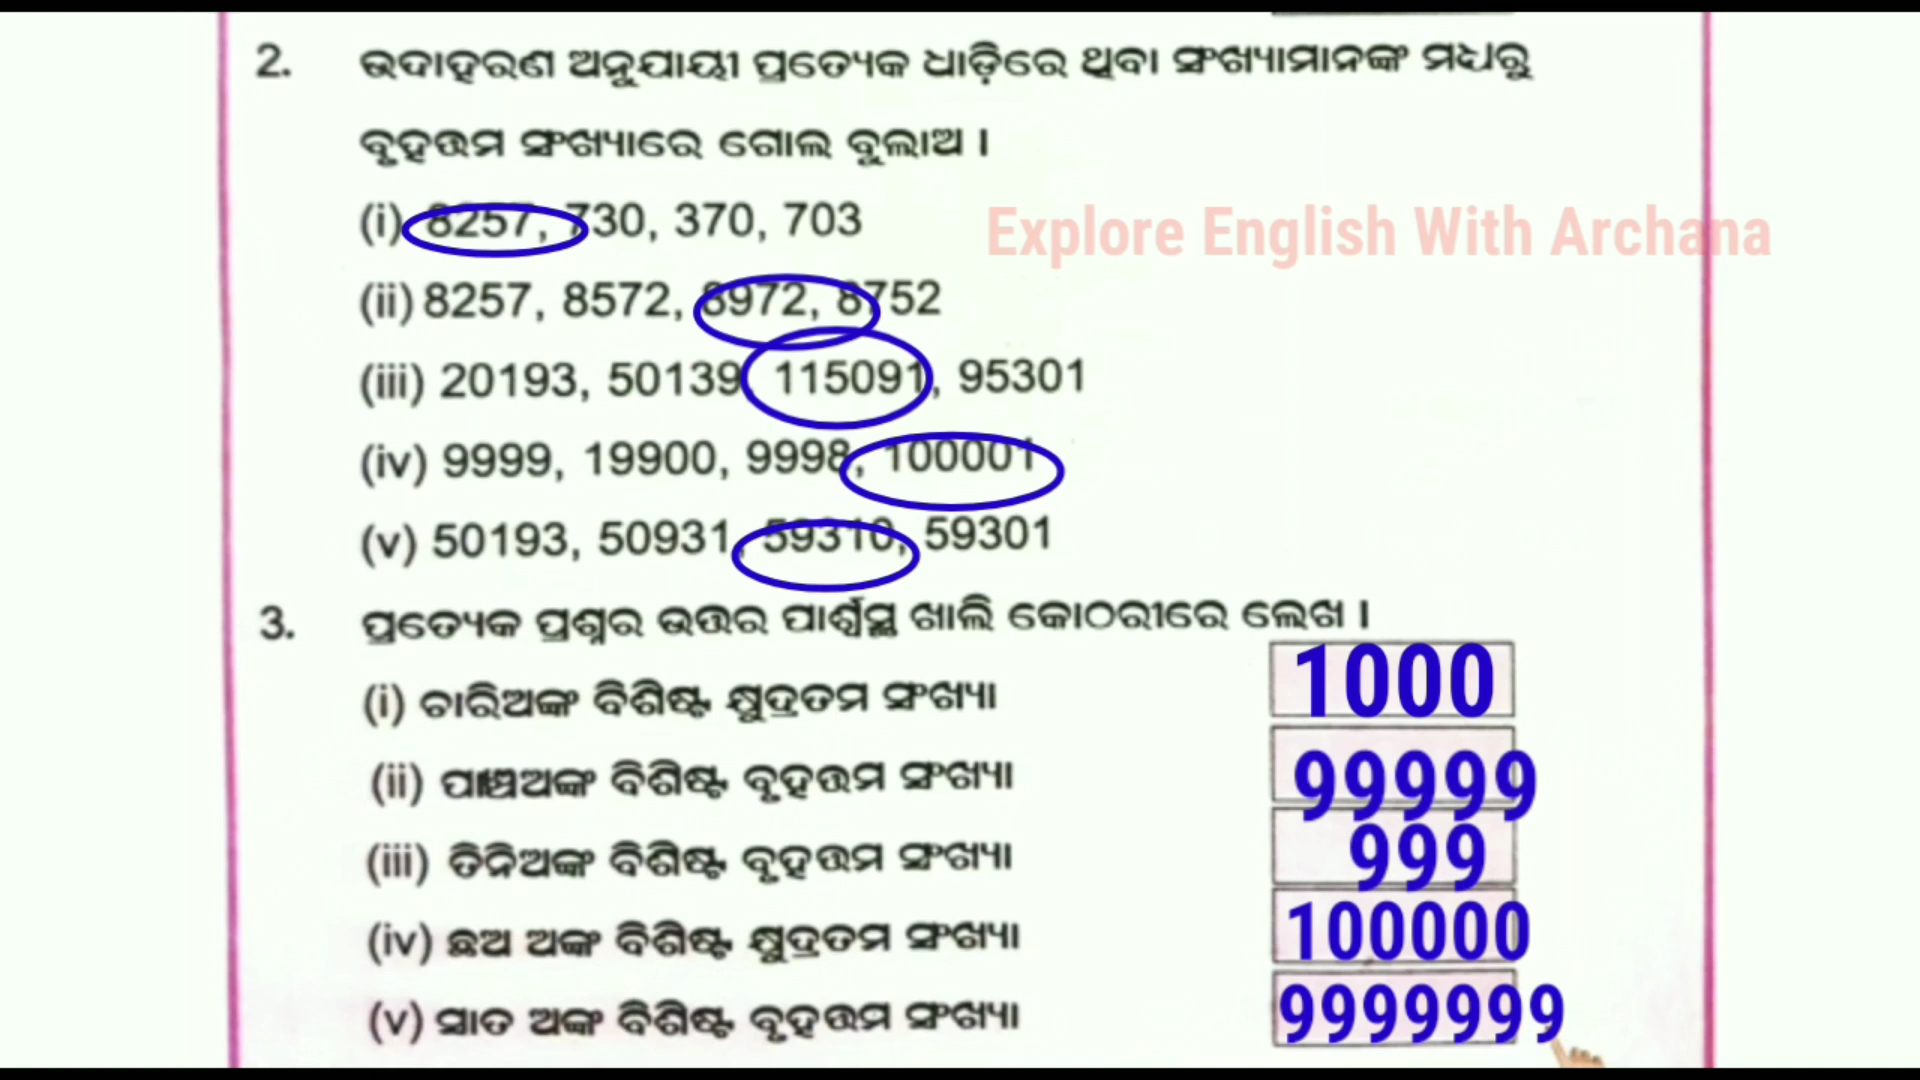 2. ଉଦାହରଣ ଅନୁଯାୟୀ ପ୍ରତ୍ୟେକ ଧାଡ଼ିରେ ଥିବା ସଂଖ୍ୟାମାନଙ୍କ ମଧ୍ୟରୁ
ବୃହତ୍ତମ ସଂଖ୍ୟାରେ ଗୋଲ ବୁଲାଅ ।
(i) 8257, 730, 370, 703
Explore English With Archana
(ii) 8257, 8572, 8972, 8752
(iii) 20193, 50139, 115091, 95301
(iv) 9999, 19900, 9998, 100001
(v) 50193, 50931, 59310, 59301
3. ପ୍ରତ୍ୟେକ ପ୍ରଶ୍ନର ଉତ୍ତର ପାର୍ଶ୍ୱସ୍ଥ ଖାଲି କୋଠରୀରେ ଲେଖ ।
(i) ଚାରିଅଙ୍କ ବିଶିଷ୍ଟ କ୍ଷୁଦ୍ରତମ ସଂଖ୍ୟା 1000
(ii) ପାଞ୍ଚଅଙ୍କ ବିଶିଷ୍ଟ ବୃହତ୍ତମ ସଂଖ୍ୟା 99999
(iii) ତିନିଅଙ୍କ ବିଶିଷ୍ଟ ବୃହତ୍ତମ ସଂଖ୍ୟା 999
(iv) ଛଅ ଅଙ୍କ ବିଶିଷ୍ଟ କ୍ଷୁଦ୍ରତମ ସଂଖ୍ୟା 100000
(v) ସାତ ଅଙ୍କ ବିଶିଷ୍ଟ ବୃହତ୍ତମ ସଂଖ୍ୟା 9999999